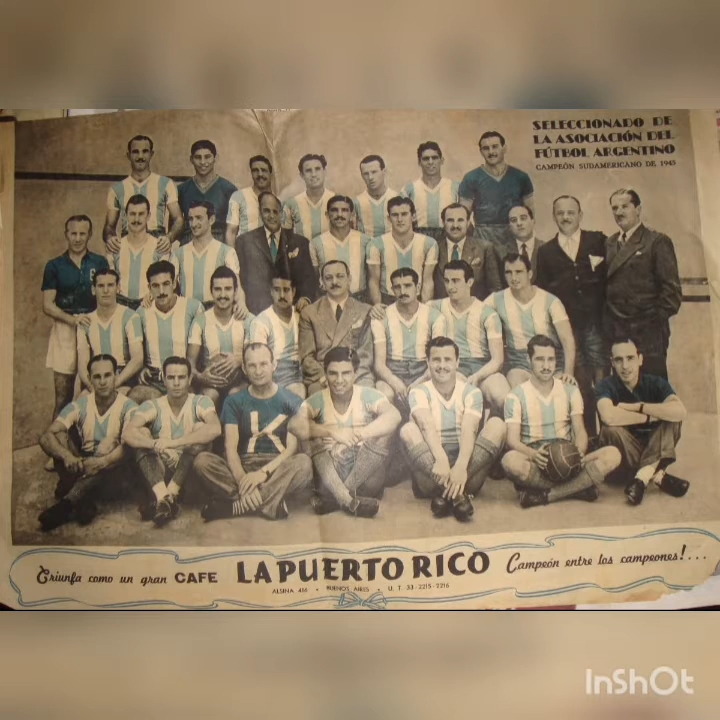 SELECCIONADO DE
LA ASOCIACIÓN DEL
FÚTBOL ARGENTINO
CAMPEÓN SUDAMERICANO DE 1945
K
Triunfa como un gran CAFE LA PUERTO RICO Campeón entre los campeones!...
ALSINA 416 • BUENOS AIRES • U. T. 33-2215-2216
InShOt